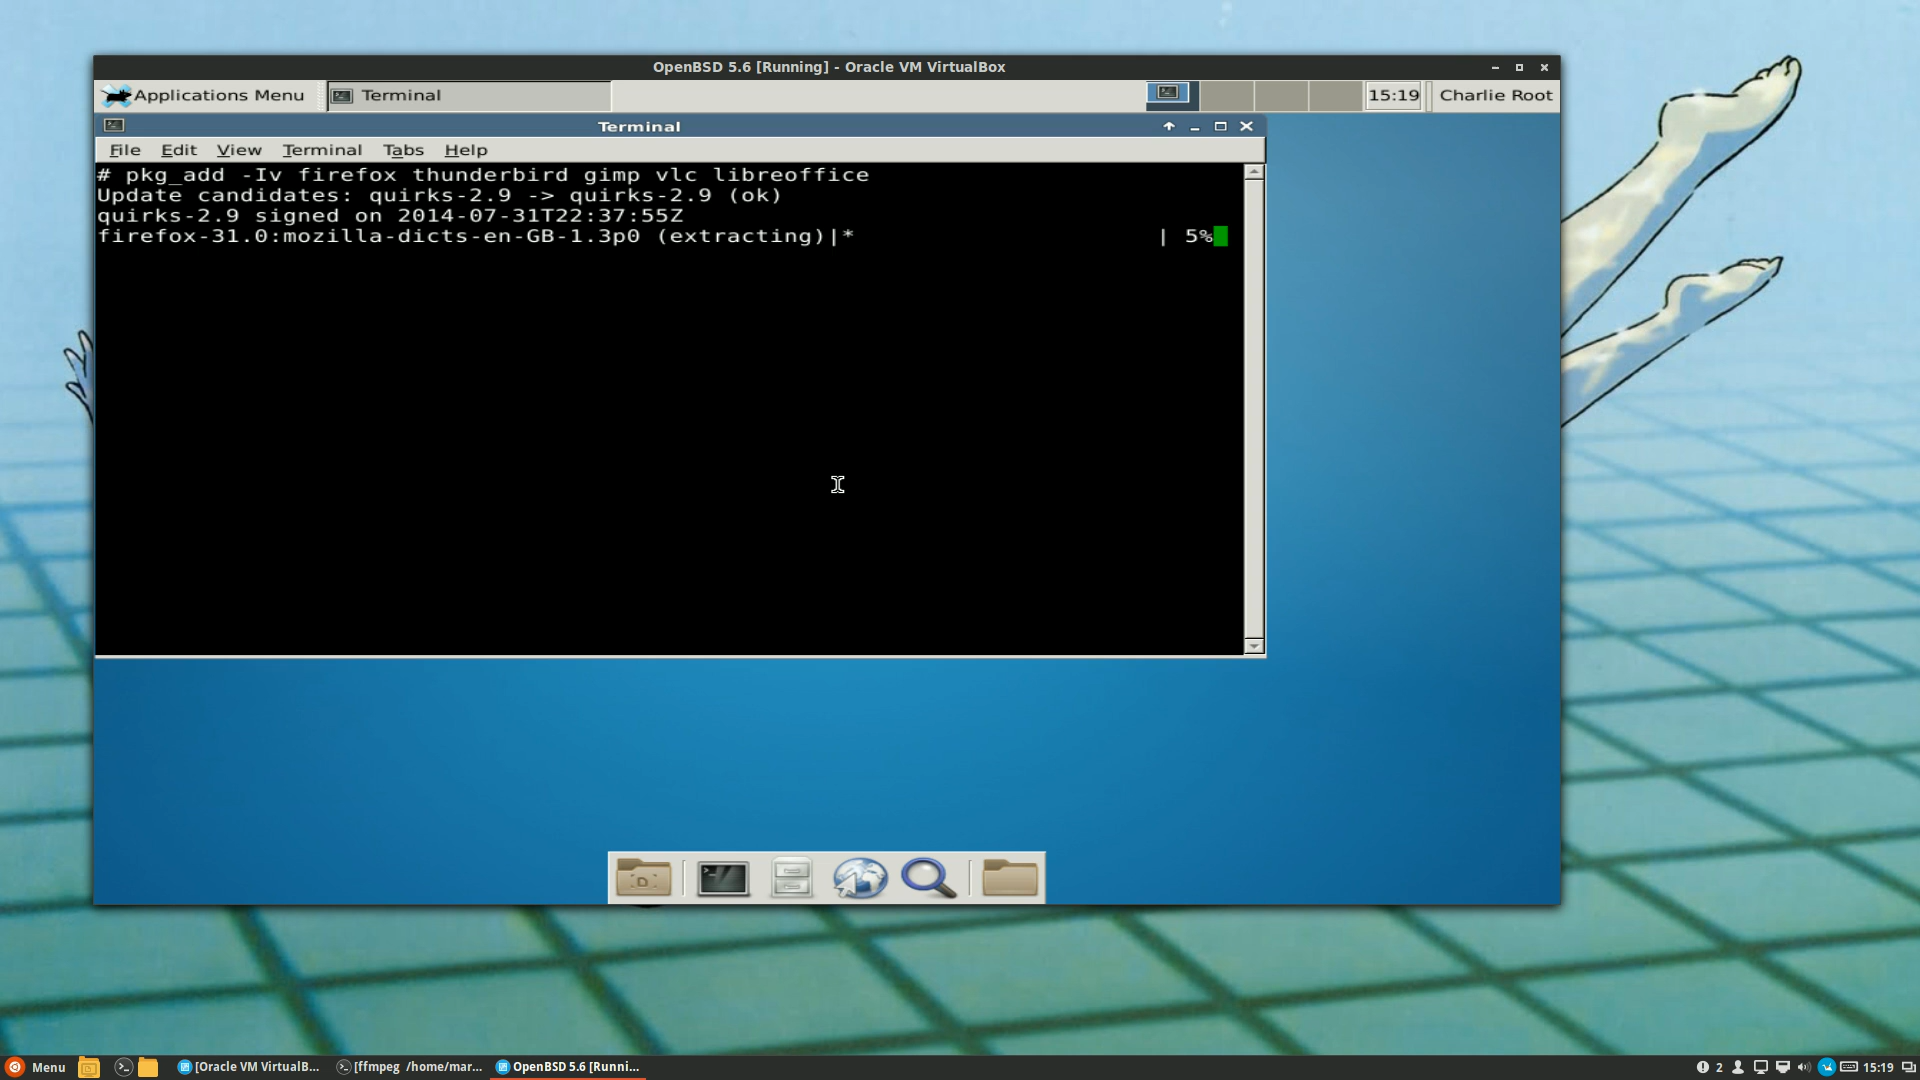 OpenBSD 5.6 [Running] - Oracle VM VirtualBox
Applications Menu Terminal 15:19 Charlie Root
Terminal
File Edit View Terminal Tabs Help
# pkg_add -Iv firefox thunderbird gimp vlc libreoffice
Update candidates: quirks-2.9 -> quirks-2.9 (ok)
quirks-2.9 signed on 2014-07-31T22:37:55Z
firefox-31.0:mozilla-dicts-en-GB-1.3p0 (extracting)|* | 5%
D
Menu [Oracle VM VirtualB... [ffmpeg /home/mar... OpenBSD 5.6 [Runni... 2 15:19